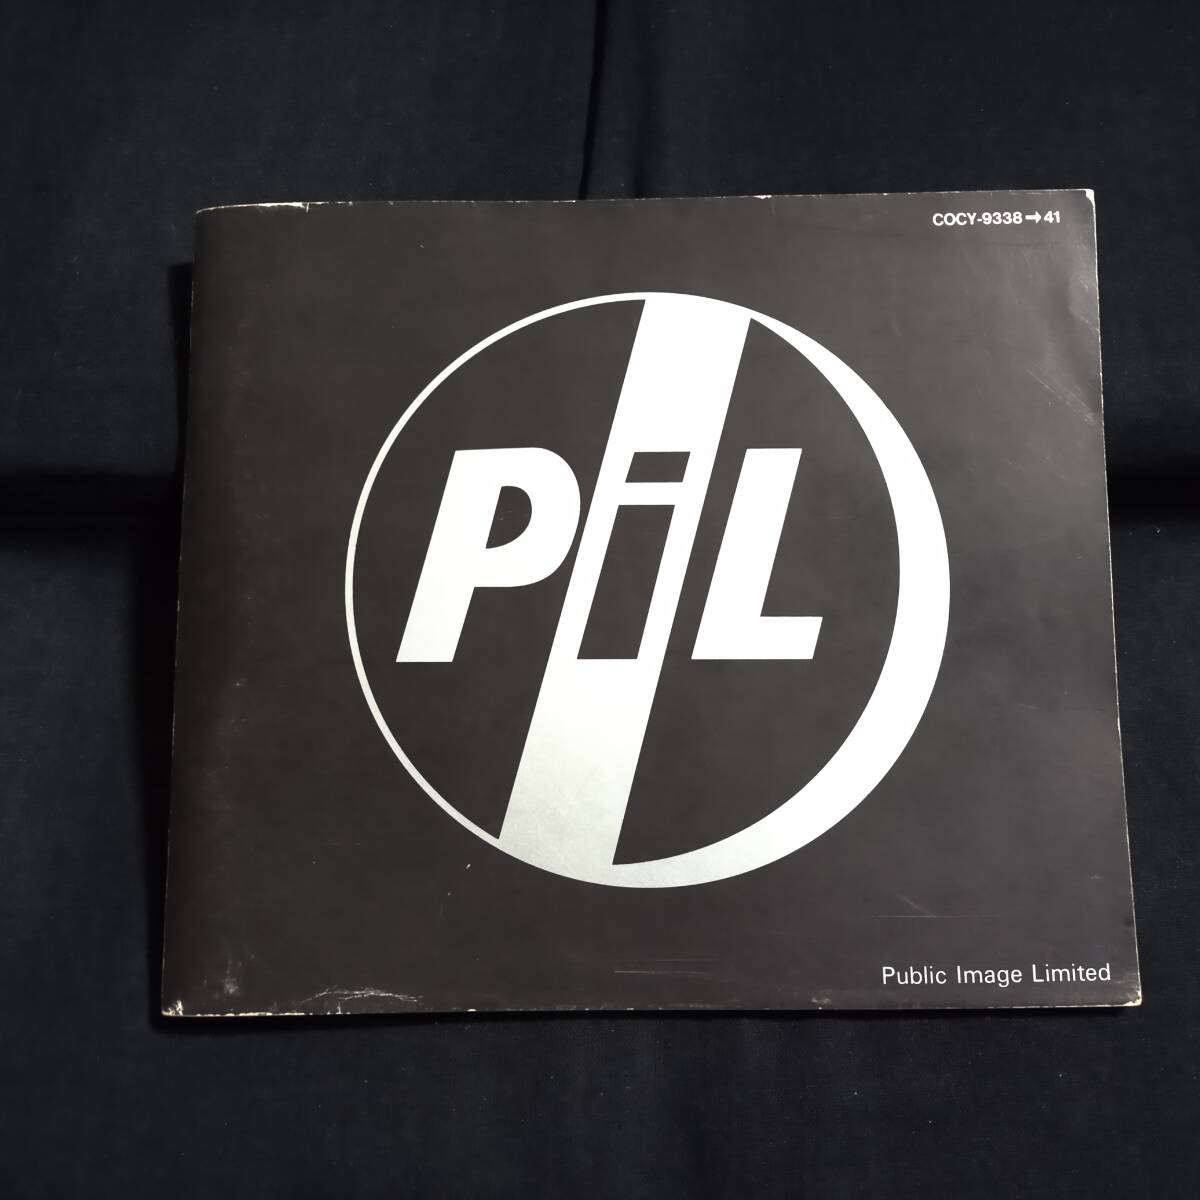 COCY-9338→41
PiL
Public Image Limited